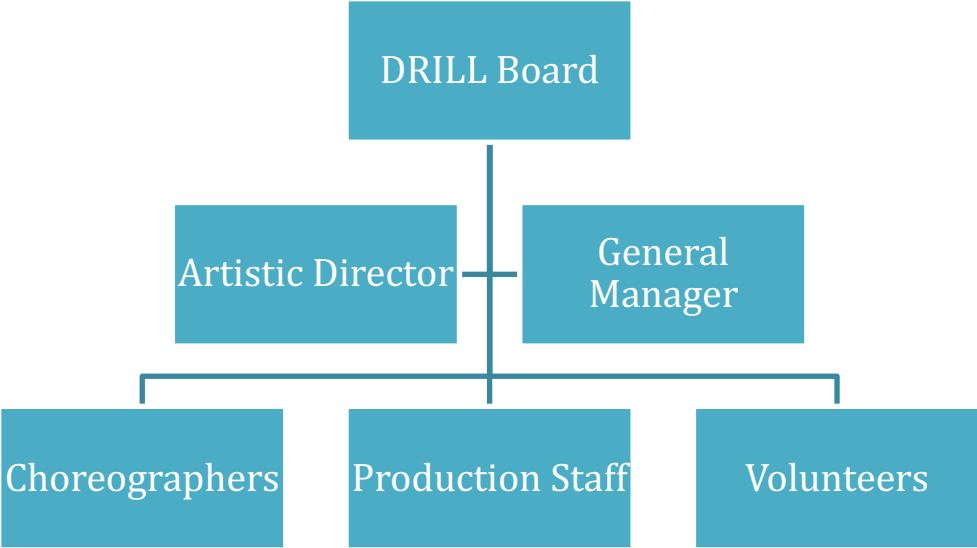 DRILL Board
Artistic Director
General
Manager
Choreographers
Production Staff
Volunteers